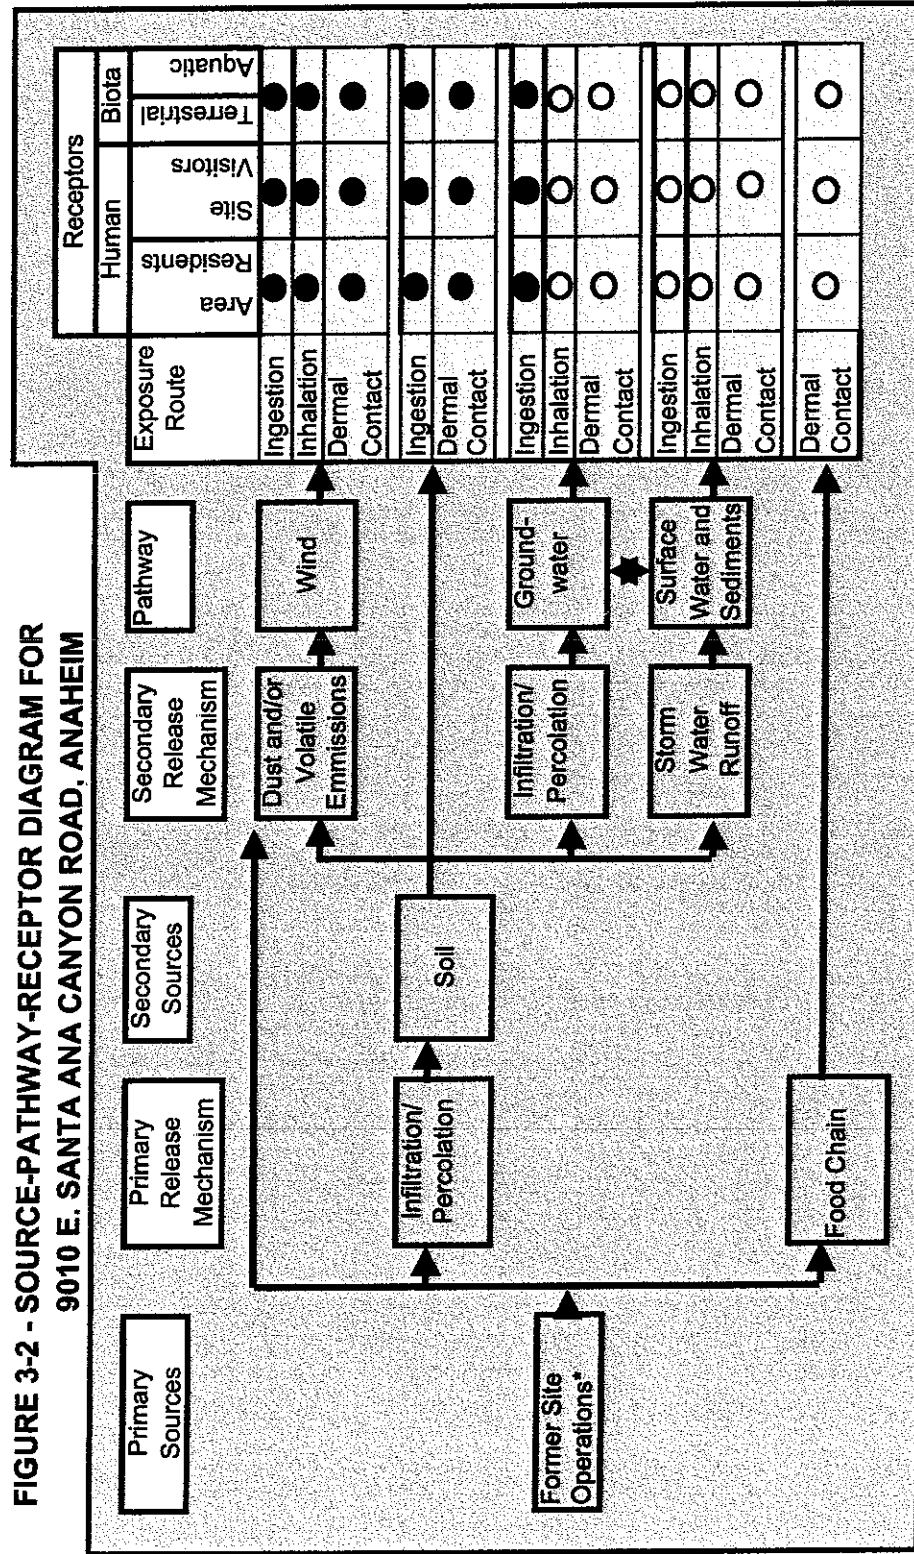 FIGURE 3-2 - SOURCE-PATHWAY-RECEPTOR DIAGRAM FOR
9010 E. SANTA ANA CANYON ROAD, ANAHEIM
Primary
Sources
Primary
Release
Mechanism
Secondary
Sources
Secondary
Release
Mechanism
Pathway
Receptors
Human
Biota
Exposure
Route
Area
Residents
Site
Visitors
Terrestrial
Aquatic
Former Site
Operations*
Infiltration/
Percolation
Food Chain
Soil
Dust and/or
Volatile
Emmissions
Infiltration/
Percolation
Storm
Water
Runoff
Wind
Ground-
water
Surface
Water and
Sediments
Ingestion
Inhalation
Dermal
Contact
Ingestion
Dermal
Contact
Ingestion
Inhalation
Dermal
Contact
Ingestion
Inhalation
Dermal
Contact
Dermal
Contact